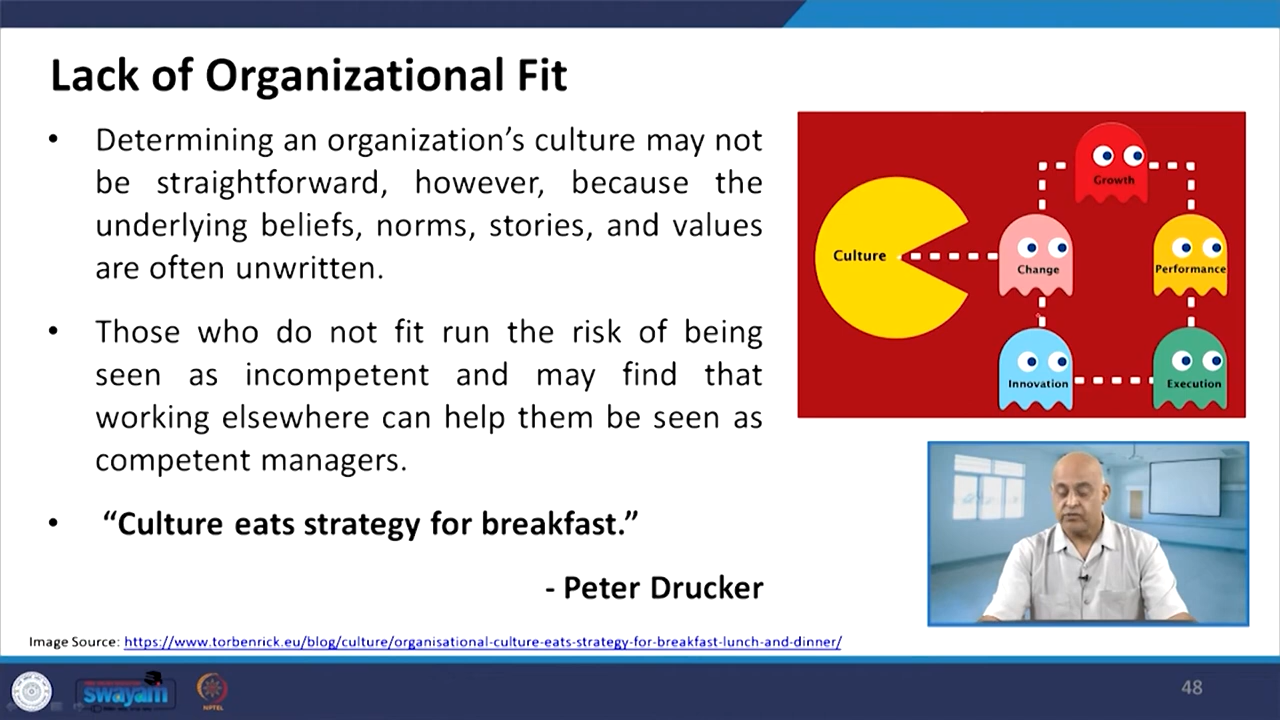 Lack of Organizational Fit
• Determining an organization’s culture may not
be straightforward, however, because the
underlying beliefs, norms, stories, and values
are often unwritten.
• Those who do not fit run the risk of being
seen as incompetent and may find that
working elsewhere can help them be seen as
competent managers.
• “Culture eats strategy for breakfast.”
- Peter Drucker
Culture
Growth
Change
Performance
Innovation
Execution
Image Source: https://www.torbenrick.eu/blog/culture/organisational-culture-eats-strategy-for-breakfast-lunch-and-dinner/
swayam
NPTEL
48